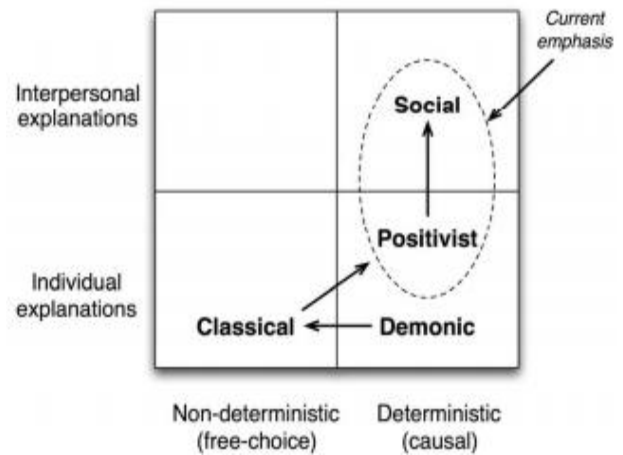 Current
emphasis
Interpersonal
explanations
Social
Positivist
Individual
explanations
Classical
Demonic
Non-deterministic
(free-choice)
Deterministic
(causal)